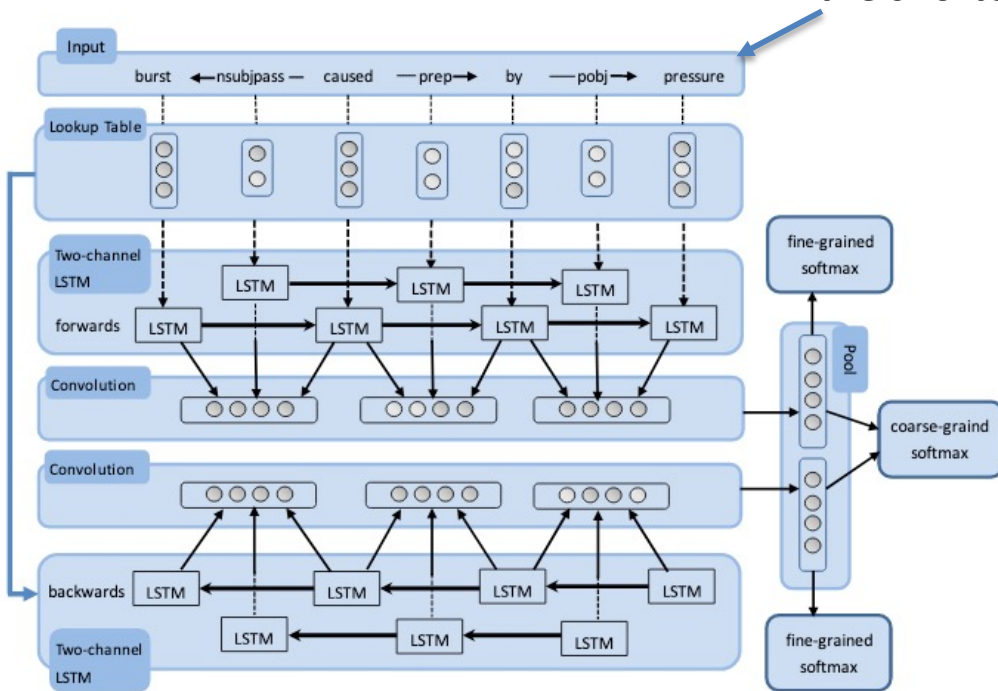 Input
burst nsubjpass caused prep by pobj pressure
Lookup Table
Two-channel
LSTM
LSTM LSTM LSTM
forwards
LSTM LSTM LSTM LSTM
Convolution
Convolution
backwards
LSTM LSTM LSTM LSTM
LSTM LSTM LSTM
Two-channel
LSTM
fine-grained
softmax
Pool
coarse-graind
softmax
fine-grained
softmax